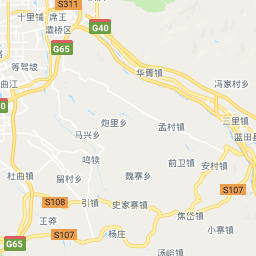 S311
十里铺
席王
灞桥区
G40
G65
等驾坡
华胥镇
曲江
冯家村乡
炮里乡
孟村镇
三里镇
马兴乡
蓝田县
鸣犊
前卫镇
安村镇
杜曲镇
留村乡
魏寨乡
S107
S108
引镇
史家寨镇
焦岱镇
王莽
小寨镇
G65
S107
杨庄
汤峪镇